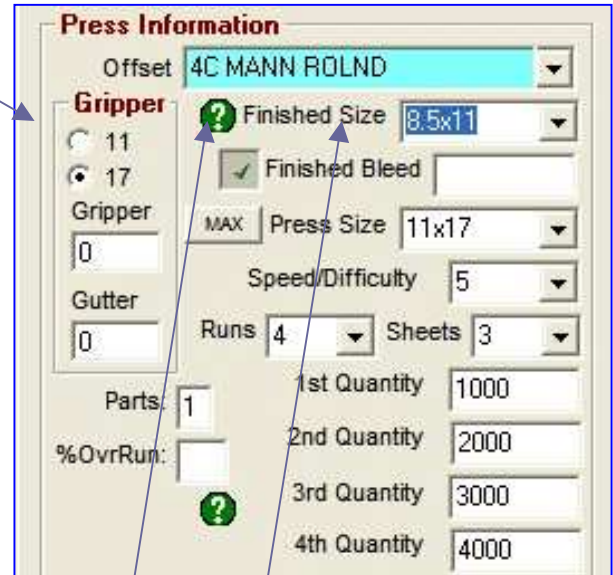 Press Information
Offset 4C MANN ROLND
Gripper
? Finished Size 8.5x11
11
17
Finished Bleed
Gripper
MAX Press Size 11x17
0
Speed/Difficulty 5
Gutter
0
Runs 4 Sheets 3
Parts: 1
1st Quantity 1000
%OvrRun:
2nd Quantity 2000
? 3rd Quantity 3000
4th Quantity 4000